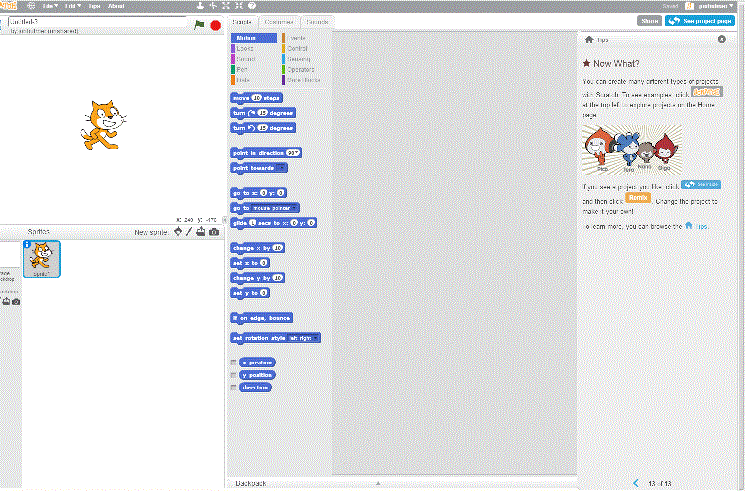 File Edit Tips About
Saved
Untitled-3
Scripts Costumes Sounds
Share See project page
Motion Events
Looks Control
Sound Sensing
Pen Operators
Data More Blocks
move 10 steps
turn 15 degrees
turn 15 degrees
point in direction 90
point towards
go to x: 0 y: 0
go to mouse-pointer
glide 1 secs to x: 0 y: 0
change x by 10
set x to 0
change y by 10
set y to 0
if on edge, bounce
set rotation style left-right
x position
y position
direction
X: 240 y: -170
Sprites New sprite:
Sprite1
Backpack
Tips
Now What?
You can create many different types of projects
with Scratch. To see examples, click
at the top left to explore projects on the Home
page.
Pico Tera Nano Giga
If you see a project you like, click See inside
and then click Remix. Change the project to
make it your own!
To learn more, you can browse the Tips.
13 of 13